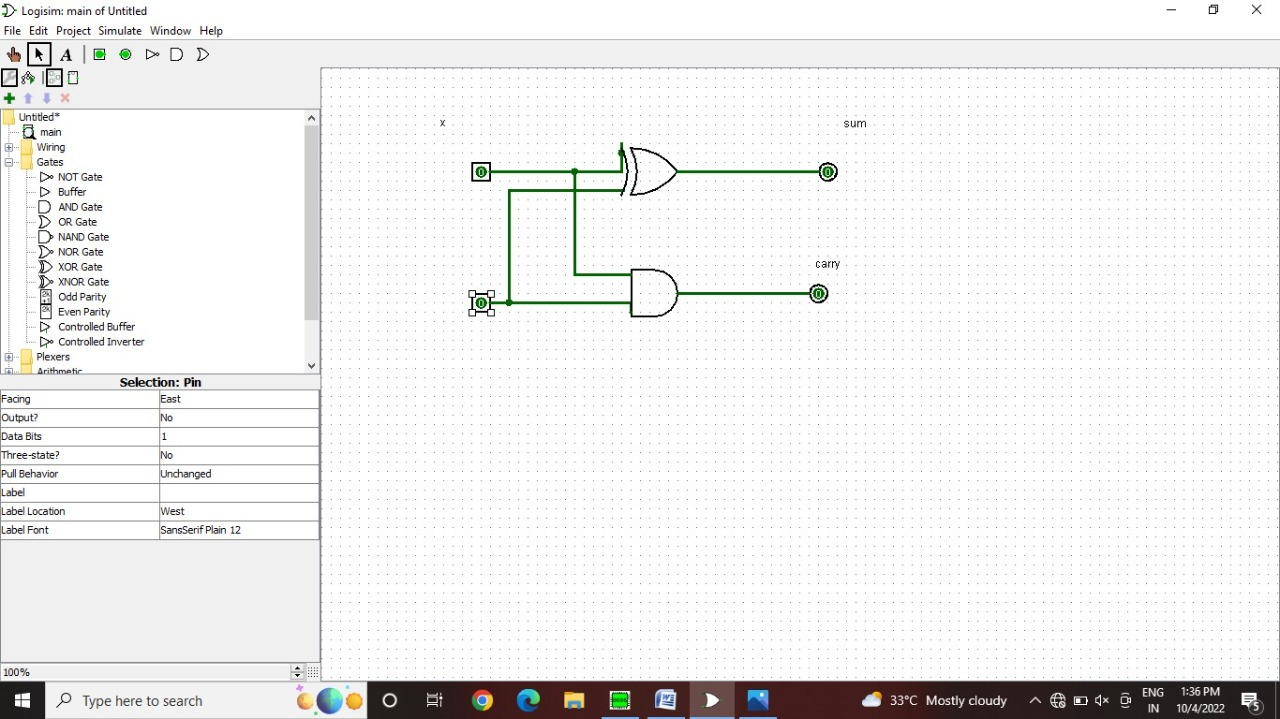 Logisim: main of Untitled
File Edit Project Simulate Window Help
A
Untitled*
main
Wiring
Gates
NOT Gate
Buffer
AND Gate
OR Gate
NAND Gate
NOR Gate
XOR Gate
XNOR Gate
Odd Parity
Even Parity
Controlled Buffer
Controlled Inverter
Plexers
Arithmetic
Selection: Pin
Facing East
Output? No
Data Bits 1
Three-state? No
Pull Behavior Unchanged
Label
Label Location West
Label Font SansSerif Plain 12
100%
x
sum
0
0
carry
0
0
Type here to search
33°C Mostly cloudy
ENG
IN
1:36 PM
10/4/2022
5